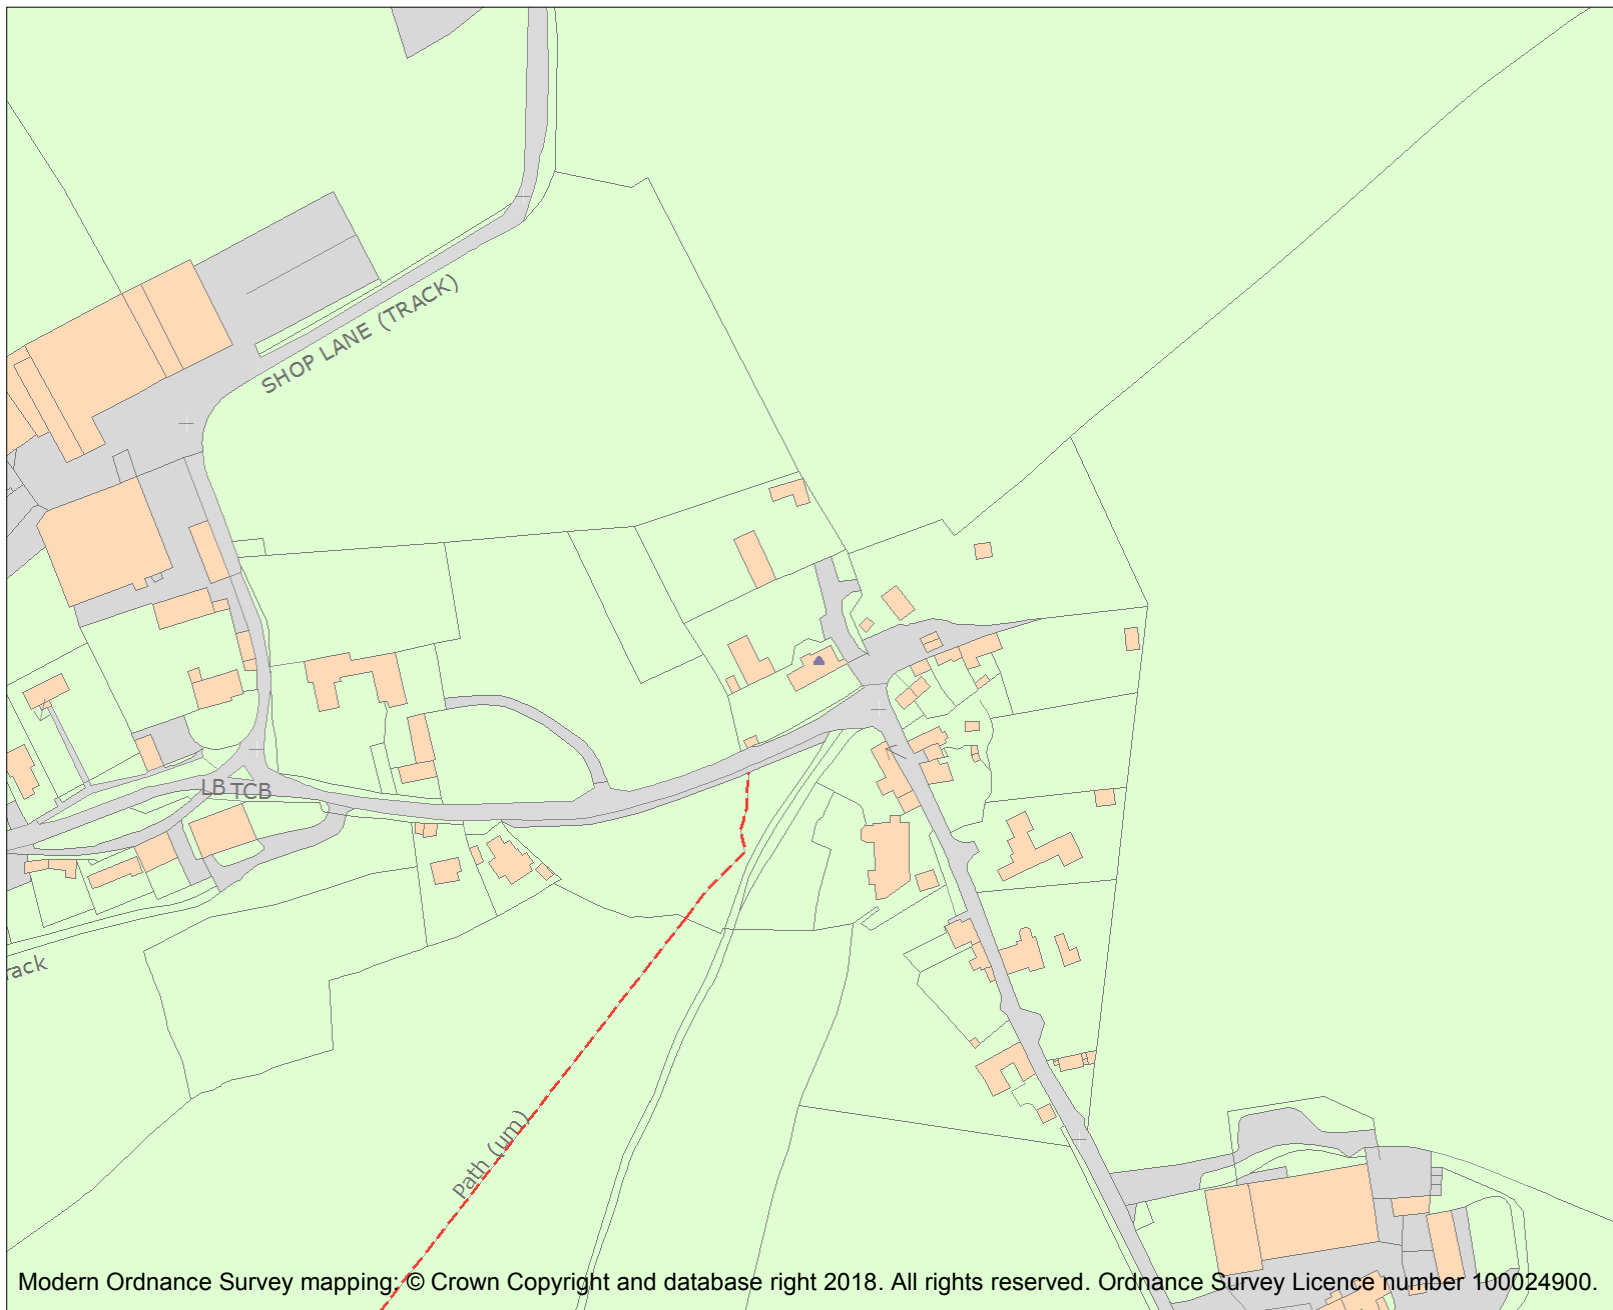 SHOP LANE (TRACK)
LB TCB
rack
Path (um)
Modern Ordnance Survey mapping: © Crown Copyright and database right 2018. All rights reserved. Ordnance Survey Licence number 100024900.